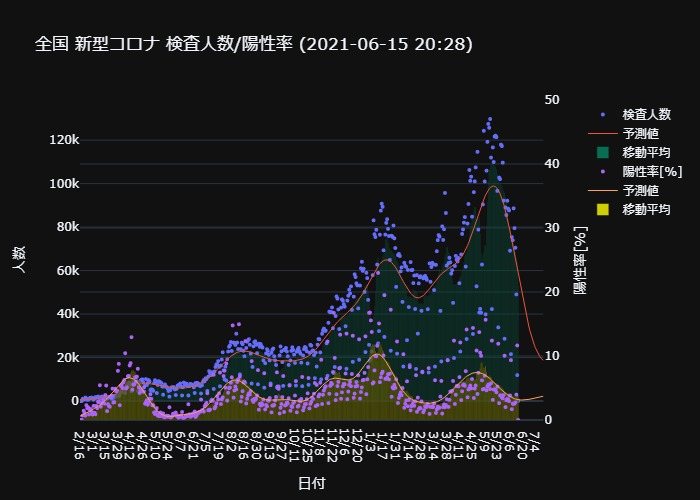 全国 新型コロナ 検査人数/陽性率 (2021-06-15 20:28)
50
120k
100k
80k
60k
40k
20k
0
40
30
20
10
0
人数
陽性率[%]
検査人数
予測値
移動平均
陽性率[%]
予測値
移動平均
2/16 3/1 3/15 3/29 4/12 4/26 5/10 5/24 6/7 6/21 7/5 7/19 8/2 8/16 8/30 9/13 9/27 10/11 10/25 11/8 11/22 12/6 12/20 1/3 1/17 1/31 2/14 2/28 3/14 3/28 4/11 4/25 5/9 5/23 6/6 6/20 7/4
日付